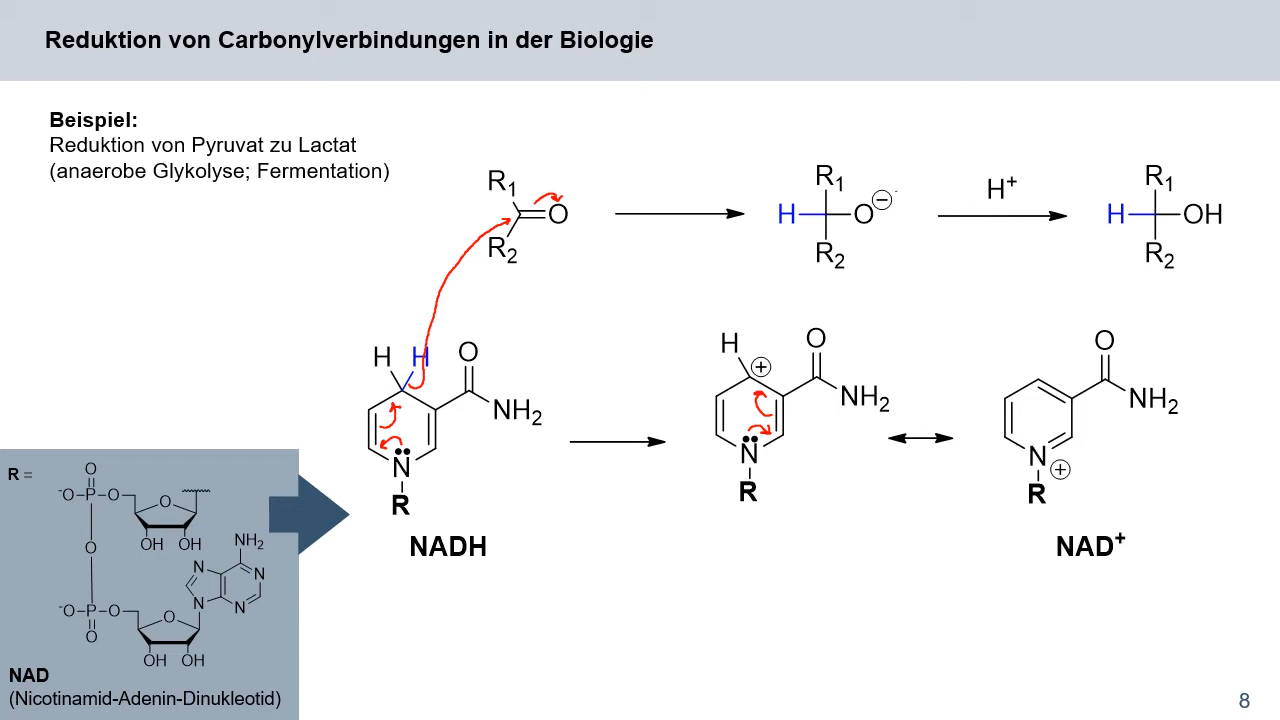 Reduktion von Carbonylverbindungen in der Biologie
Beispiel:
Reduktion von Pyruvat zu Lactat
(anaerobe Glykolyse; Fermentation)
R1
O
R2
R1
H
O
−
R2
H+
R1
H
OH
R2
H
H
O
NH2
N
R
NADH
H
+
O
NH2
N
R
O
NH2
N
+
R
NAD+
R =
O
-O
P
O
O
OH
OH
O
NH2
N
N
N
N
-O
P
O
O
O
OH
OH
NAD
(Nicotinamid-Adenin-Dinukleotid)
8